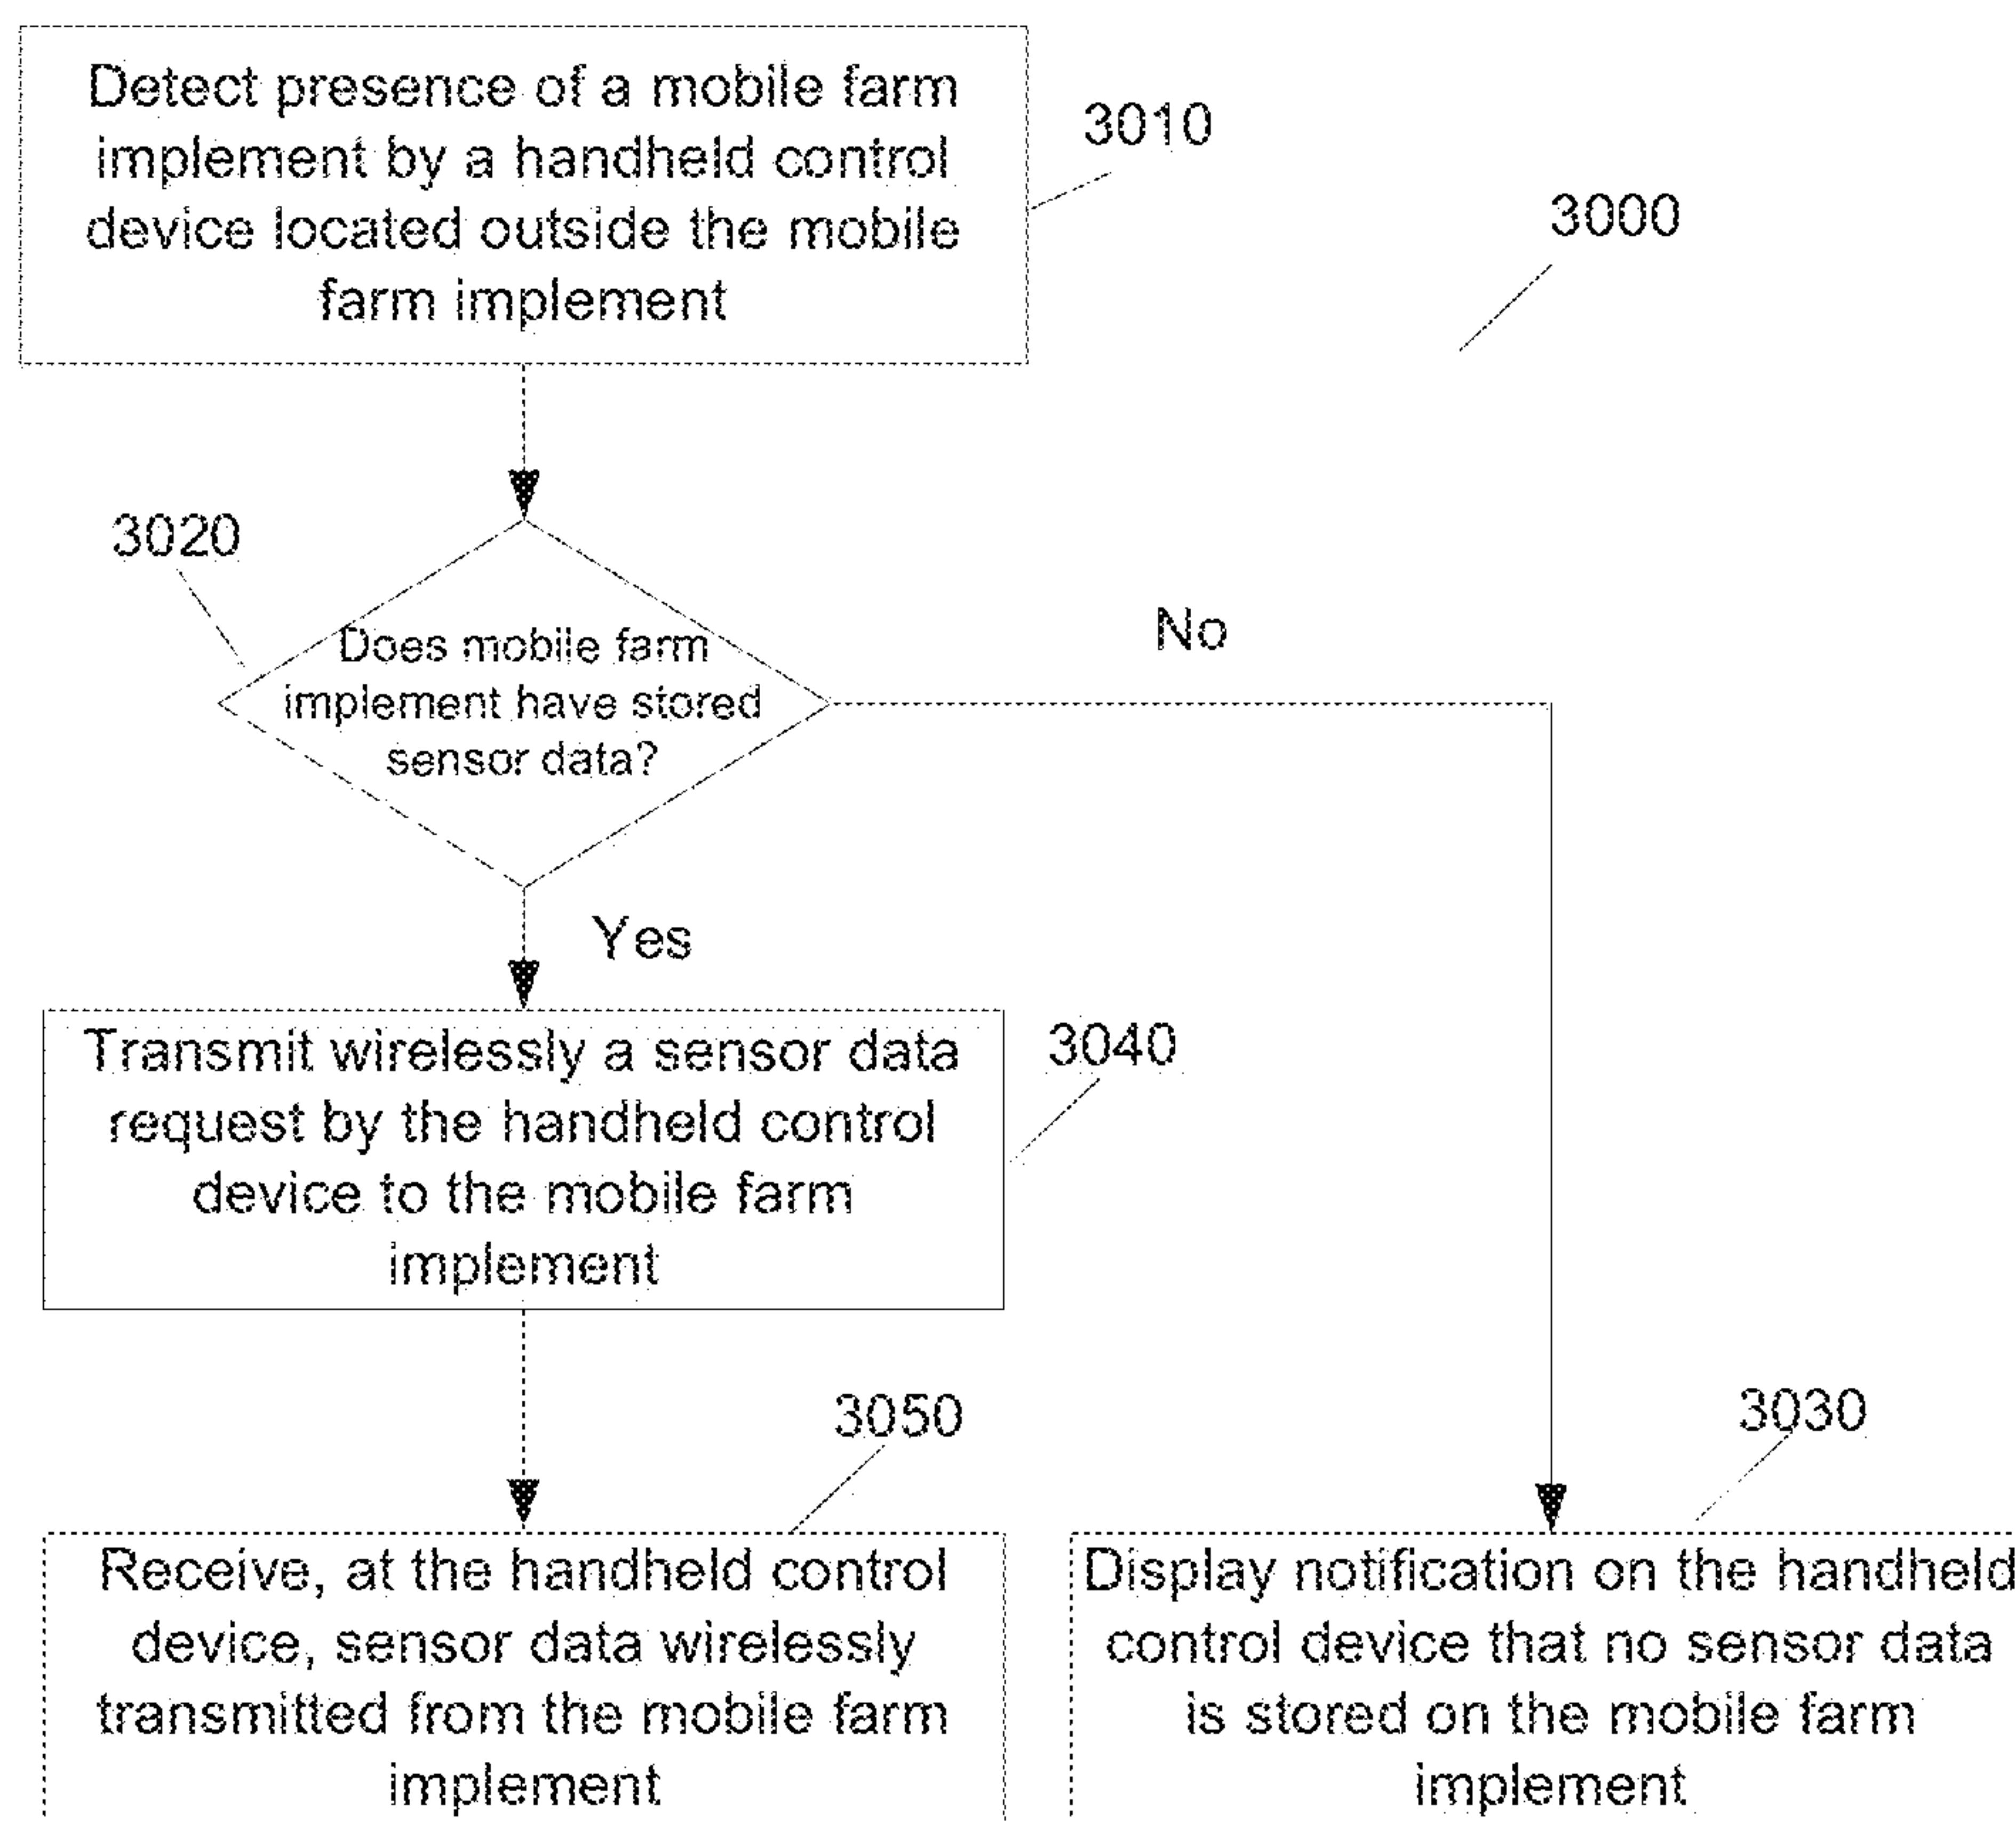 Detect presence of a mobile farm
implement by a handheld control
device located outside the mobile
farm implement
3010
3000
3020
Does mobile farm
implement have stored
sensor data?
No
Yes
Transmit wirelessly a sensor data
request by the handheld control
device to the mobile farm
implement
3040
3050
Receive, at the handheld control
device, sensor data wirelessly
transmitted from the mobile farm
implement
3030
Display notification on the handheld
control device that no sensor data
is stored on the mobile farm
implement